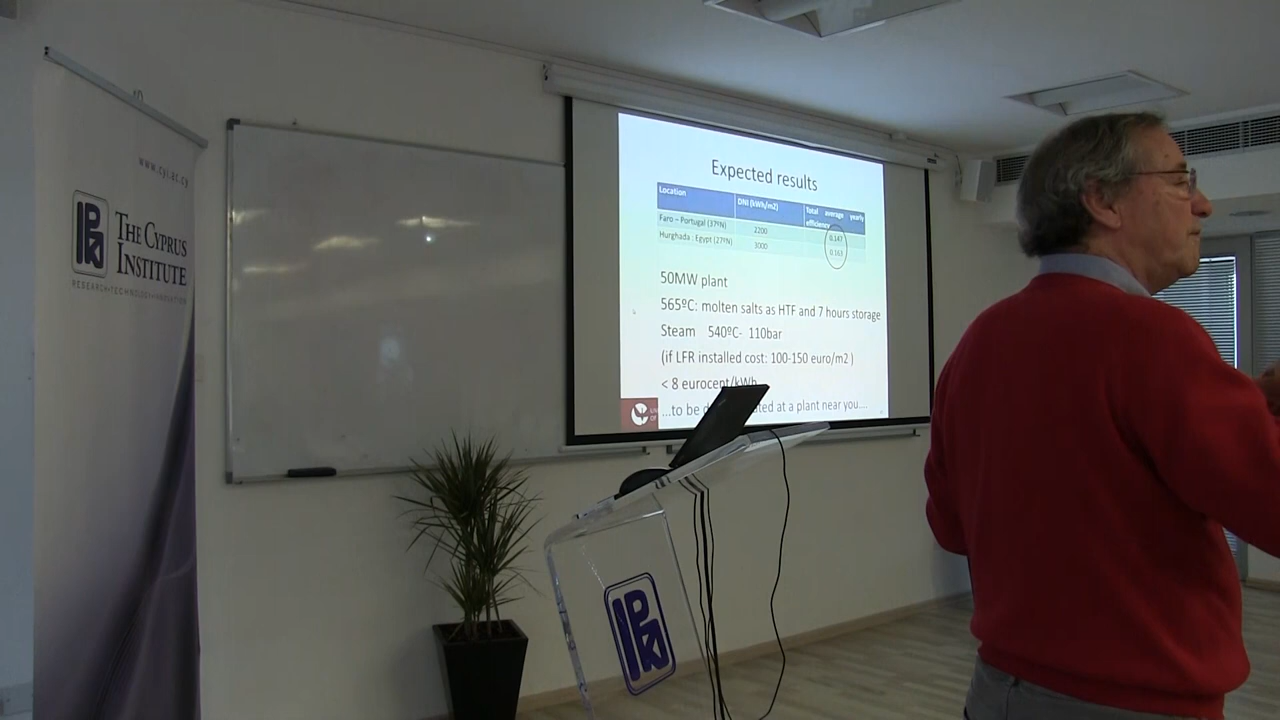 www.cyi.ac.cy
THE CYPRUS
INSTITUTE
RESEARCH•TECHNOLOGY•INNOVATION
Expected results
Location DNI (kWh/m2) Total average yearly
efficiency
Faro – Portugal (37ºN) 2200 0.147
Hurghada : Egypt (27ºN) 3000 0.163
50MW plant
565ºC: molten salts as HTF and 7 hours storage
Steam 540ºC- 110bar
(if LFR installed cost: 100-150 euro/m2 )
< 8 eurocent/kWh
...to be at a plant near you....